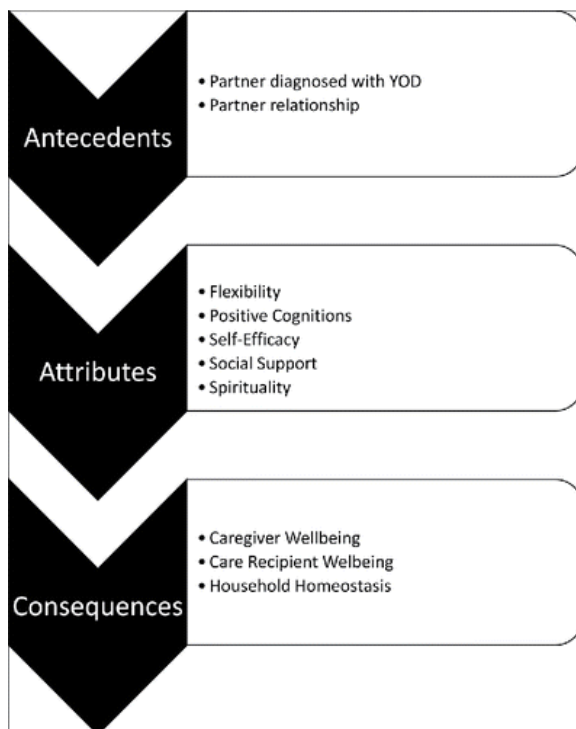 Antecedents
• Partner diagnosed with YOD
• Partner relationship
Attributes
• Flexibility
• Positive Cognitions
• Self-Efficacy
• Social Support
• Spirituality
Consequences
• Caregiver Wellbeing
• Care Recipient Welbeing
• Household Homeostasis